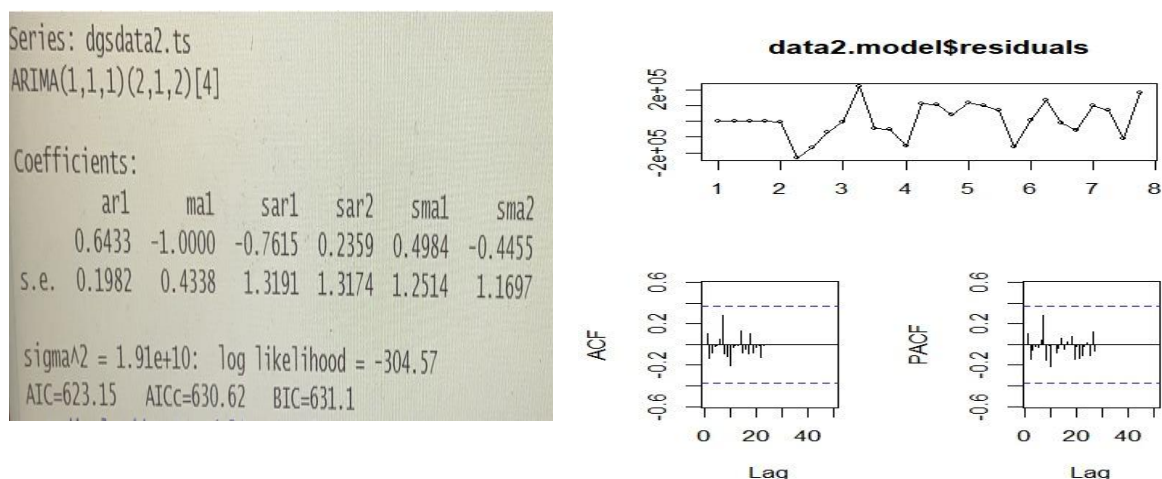 Series: dgsdata2.ts
ARIMA(1,1,1)(2,1,2)[4]
Coefficients:
ar1 ma1 sar1 sar2 sma1 sma2
0.6433 -1.0000 -0.7615 0.2359 0.4984 -0.4455
s.e. 0.1982 0.4338 1.3191 1.3174 1.2514 1.1697
sigma^2 = 1.91e+10: log likelihood = -304.57
AIC=623.15 AICc=630.62 BIC=631.1
data2.model$residuals
2e+05
-2e+05
1 2 3 4 5 6 7 8
ACF
0.6
0.2
-0.2
-0.6
0 20 40
Lag
PACF
0.6
0.2
-0.2
-0.6
0 20 40
Lag